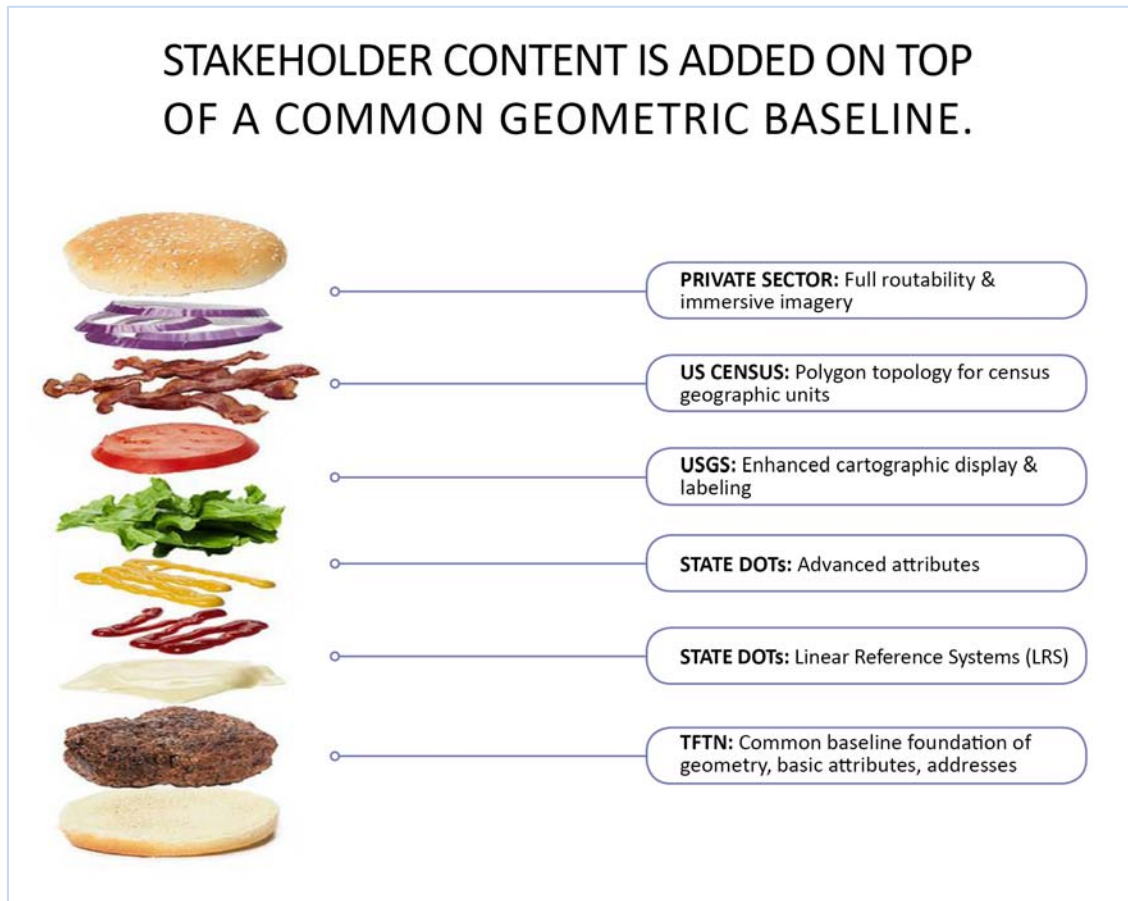 STAKEHOLDER CONTENT IS ADDED ON TOP
OF A COMMON GEOMETRIC BASELINE.
PRIVATE SECTOR: Full routability &
immersive imagery
US CENSUS: Polygon topology for census
geographic units
USGS: Enhanced cartographic display &
labeling
STATE DOTs: Advanced attributes
STATE DOTs: Linear Reference Systems (LRS)
TFTN: Common baseline foundation of
geometry, basic attributes, addresses